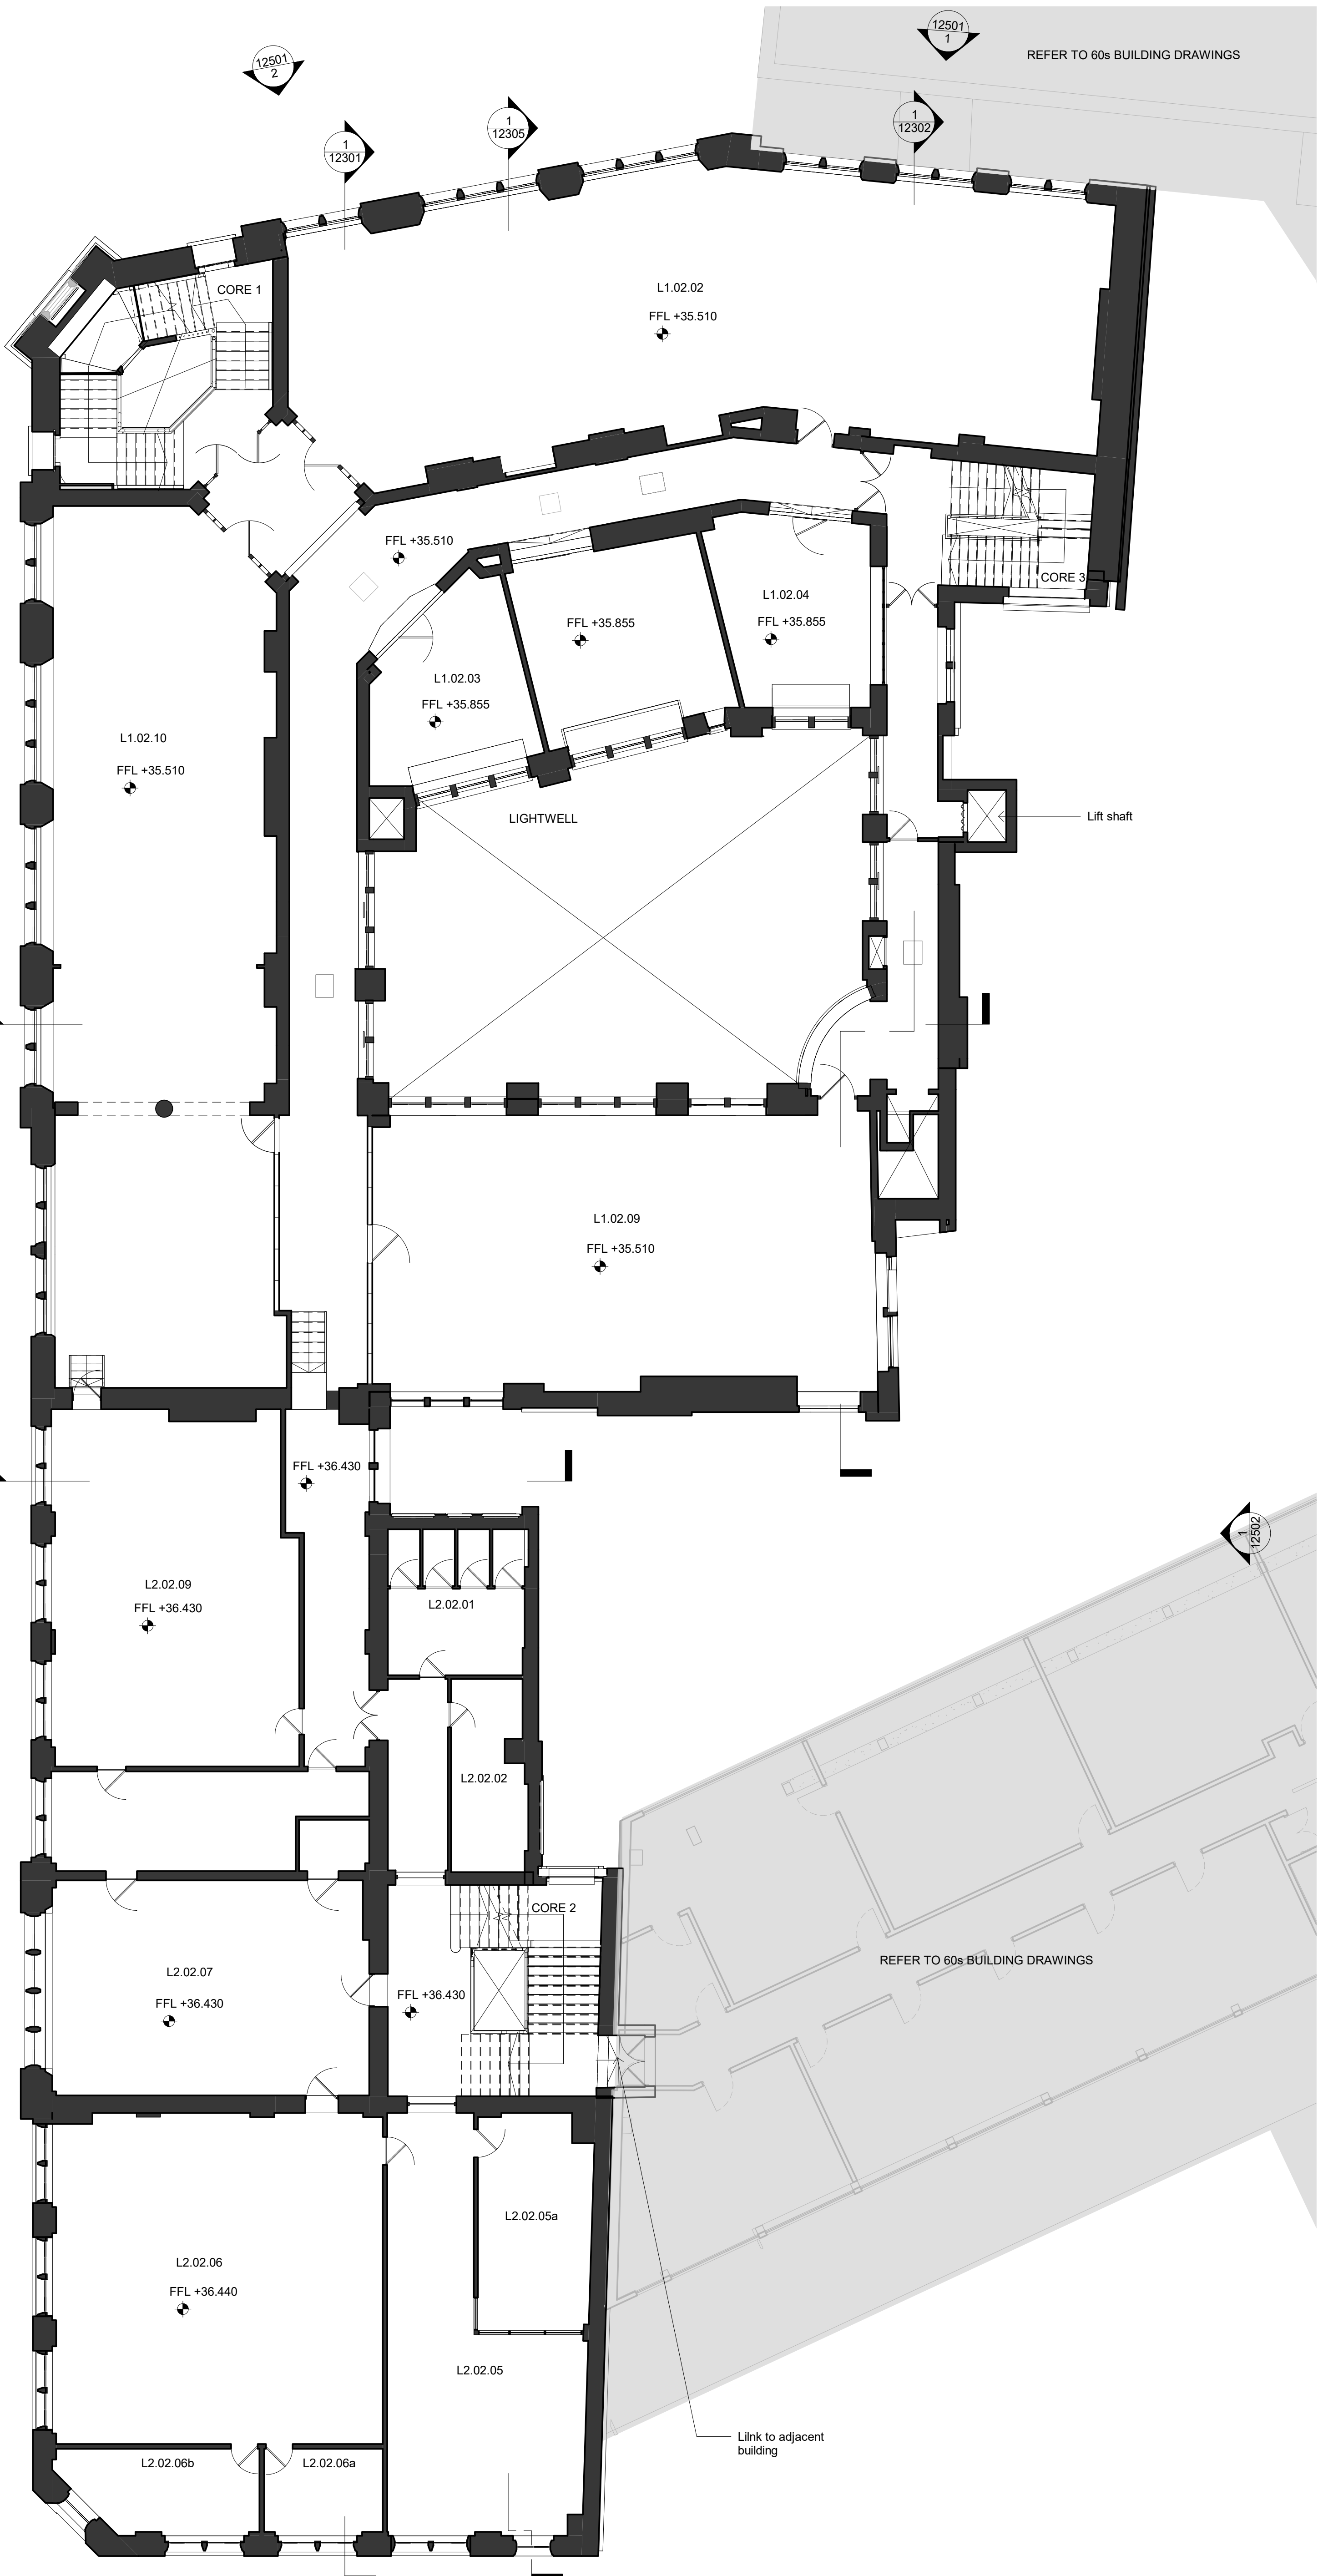 12501
1
REFER TO 60s BUILDING DRAWINGS
12501
2
1
12305
1
12302
1
12301
CORE 1
L1.02.02
FFL +35.510
FFL +35.510
CORE 3
L1.02.04
FFL +35.855
FFL +35.855
L1.02.03
FFL +35.855
L1.02.10
FFL +35.510
LIGHTWELL
Lift shaft
L1.02.09
FFL +35.510
FFL +36.430
1
12502
L2.02.09
FFL +36.430
L2.02.01
L2.02.02
CORE 2
REFER TO 60s BUILDING DRAWINGS
L2.02.07
FFL +36.430
FFL +36.430
L2.02.05a
L2.02.06
FFL +36.440
L2.02.05
Lilnk to adjacent
building
L2.02.06b
L2.02.06a